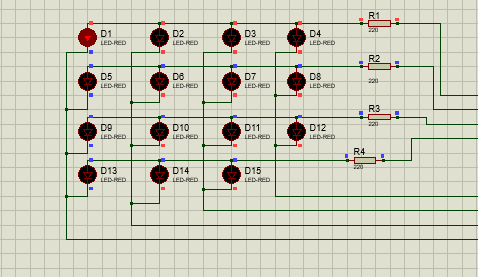 D1 D2 D3 D4 R1
LED-RED LED-RED LED-RED LED-RED 220
D5 D6 D7 D8 R2
LED-RED LED-RED LED-RED LED-RED 220
D9 D10 D11 D12 R3
LED-RED LED-RED LED-RED LED-RED 220
D13 D14 D15 R4
LED-RED LED-RED LED-RED 220